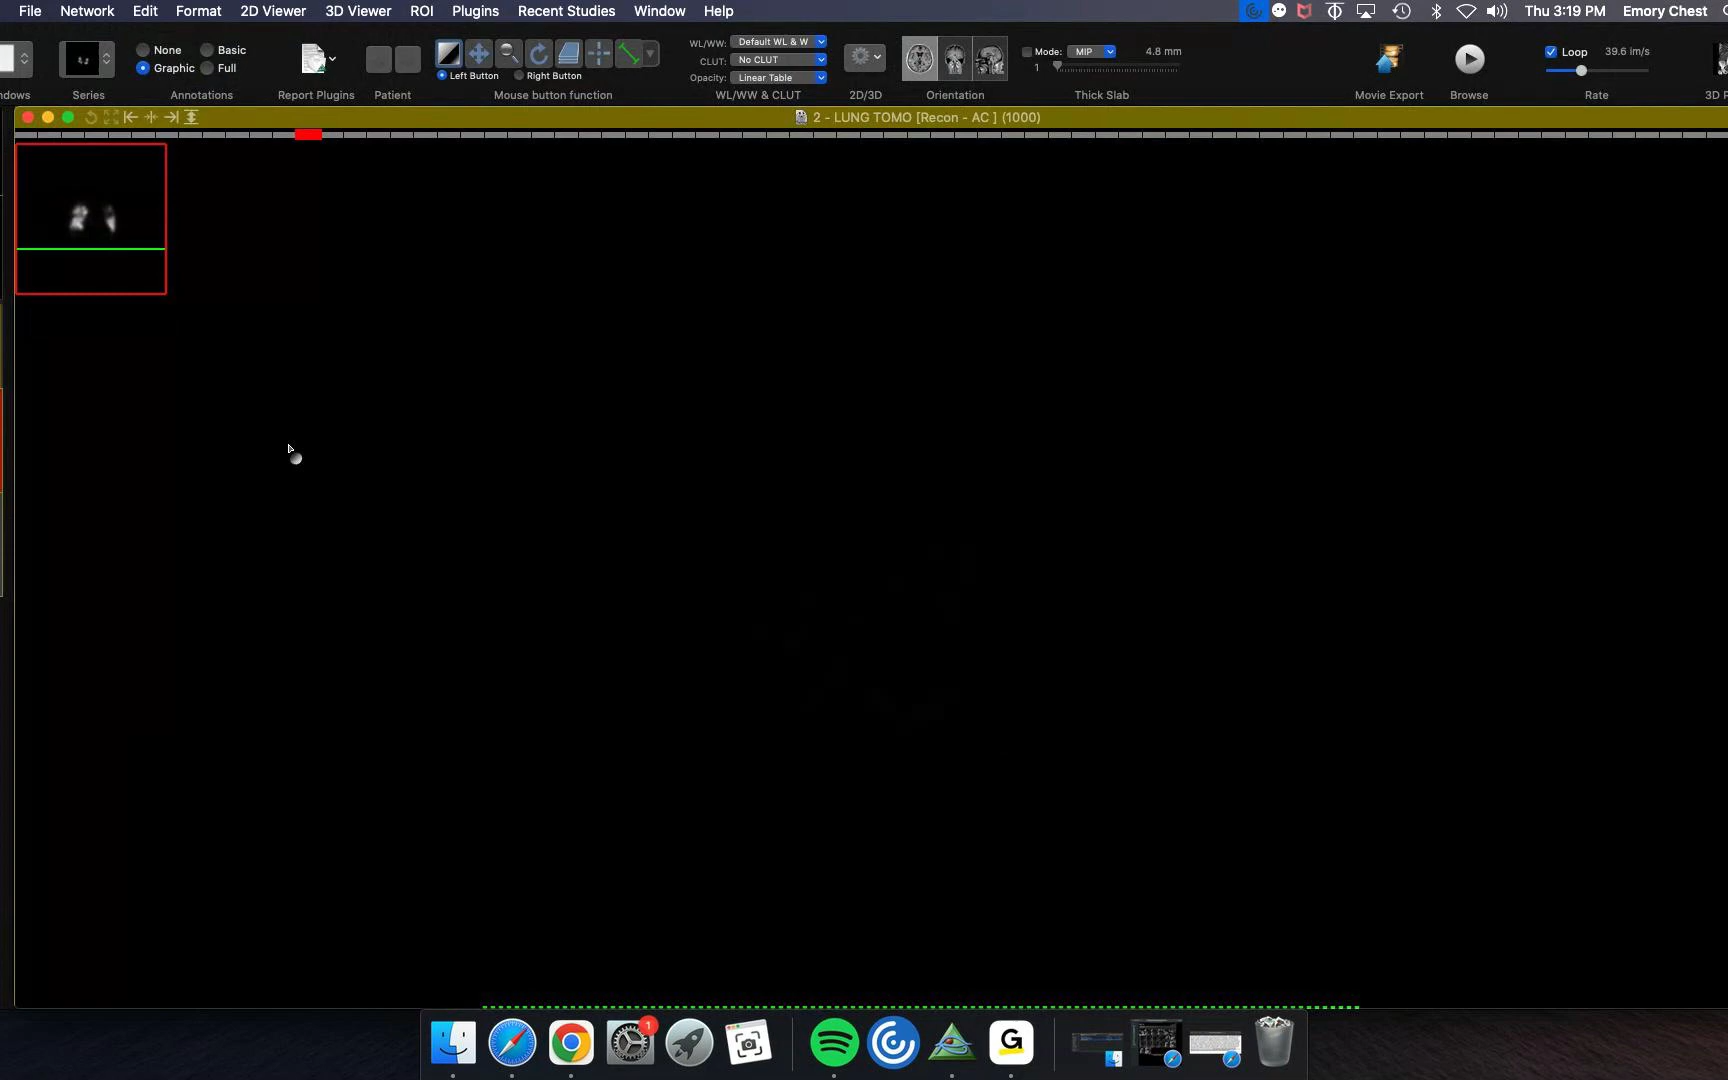 File Network Edit Format 2D Viewer 3D Viewer ROI Plugins Recent Studies Window Help Thu 3:19 PM Emory Chest
None Basic
Graphic Full
WL/WW: Default WL & W
CLUT: No CLUT
Opacity: Linear Table
Left Button Right Button
Mode: MIP 4.8 mm
1
Loop 39.6 im/s
ndows Series Annotations Report Plugins Patient Mouse button function WL/WW & CLUT 2D/3D Orientation Thick Slab Movie Export Browse Rate 3D P
2 - LUNG TOMO [Recon - AC ] (1000)
1
G